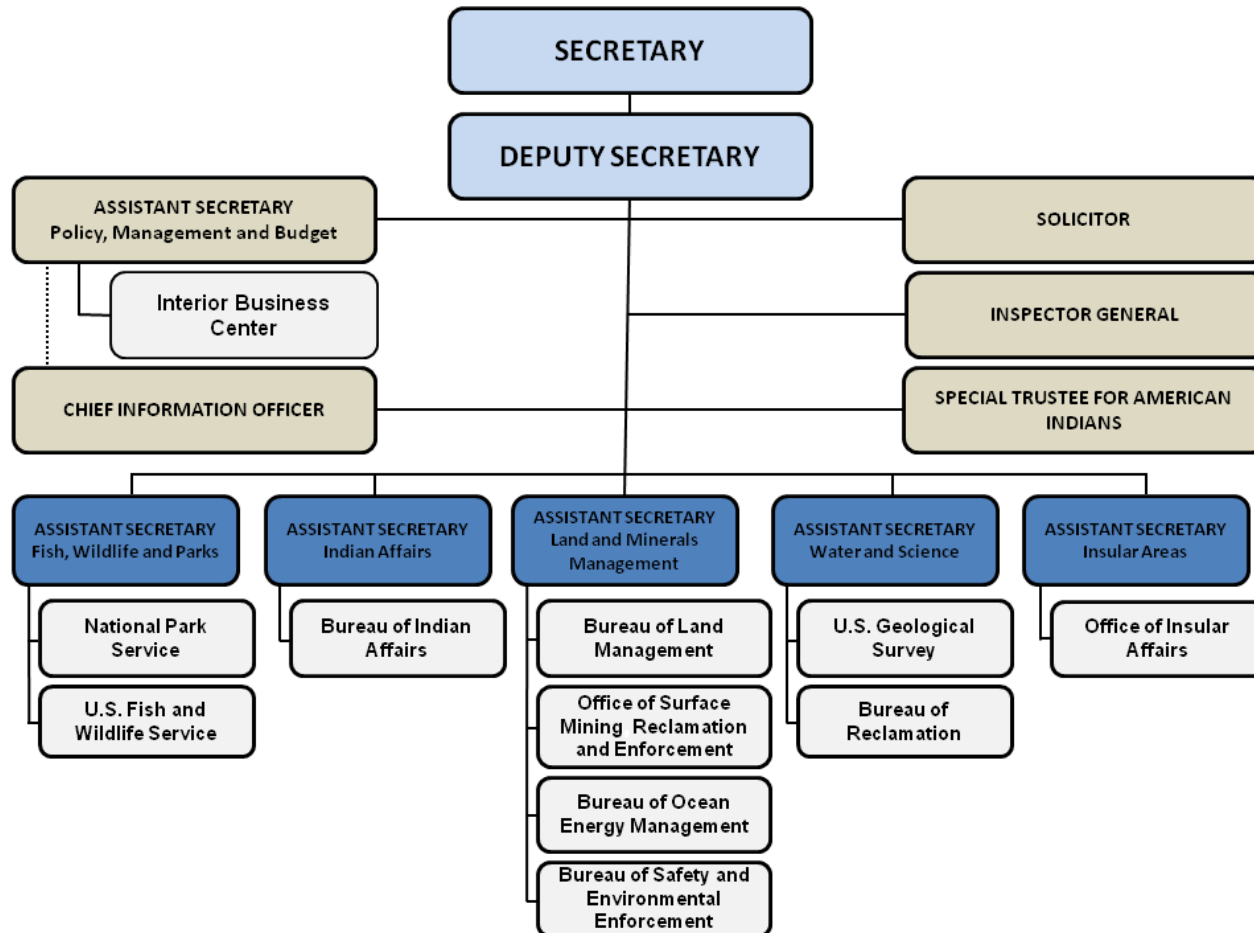 SECRETARY
DEPUTY SECRETARY
ASSISTANT SECRETARY
Policy, Management and Budget
SOLICITOR
Interior Business
Center
INSPECTOR GENERAL
CHIEF INFORMATION OFFICER
SPECIAL TRUSTEE FOR AMERICAN
INDIANS
ASSISTANT SECRETARY
Fish, Wildlife and Parks
ASSISTANT SECRETARY
Indian Affairs
ASSISTANT SECRETARY
Land and Minerals
Management
ASSISTANT SECRETARY
Water and Science
ASSISTANT SECRETARY
Insular Areas
National Park
Service
U.S. Fish and
Wildlife Service
Bureau of Indian
Affairs
Bureau of Land
Management
Office of Surface
Mining Reclamation
and Enforcement
Bureau of Ocean
Energy Management
Bureau of Safety and
Environmental
Enforcement
U.S. Geological
Survey
Bureau of
Reclamation
Office of Insular
Affairs